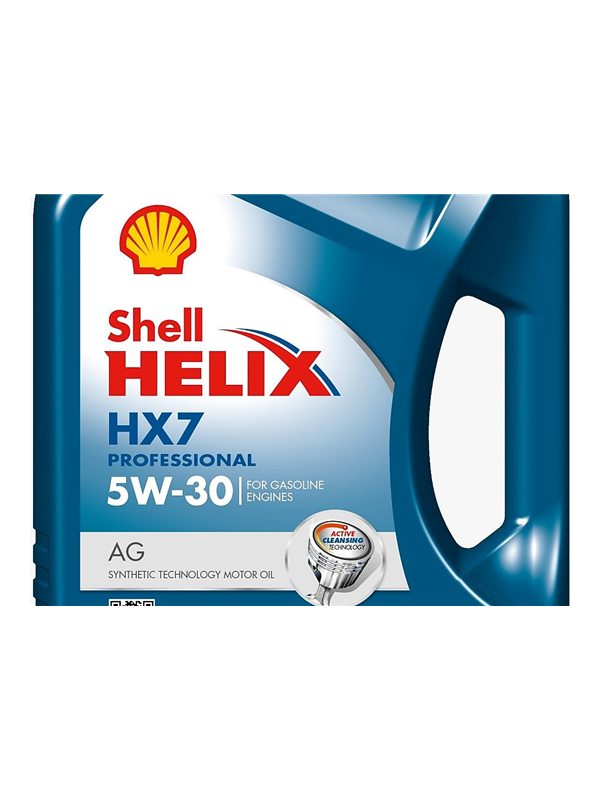 Shell
HELIX
HX7
PROFESSIONAL
5W-30
FOR GASOLINE
ENGINES
ACTIVE
CLEANSING
TECHNOLOGY
AG
SYNTHETIC TECHNOLOGY MOTOR OIL